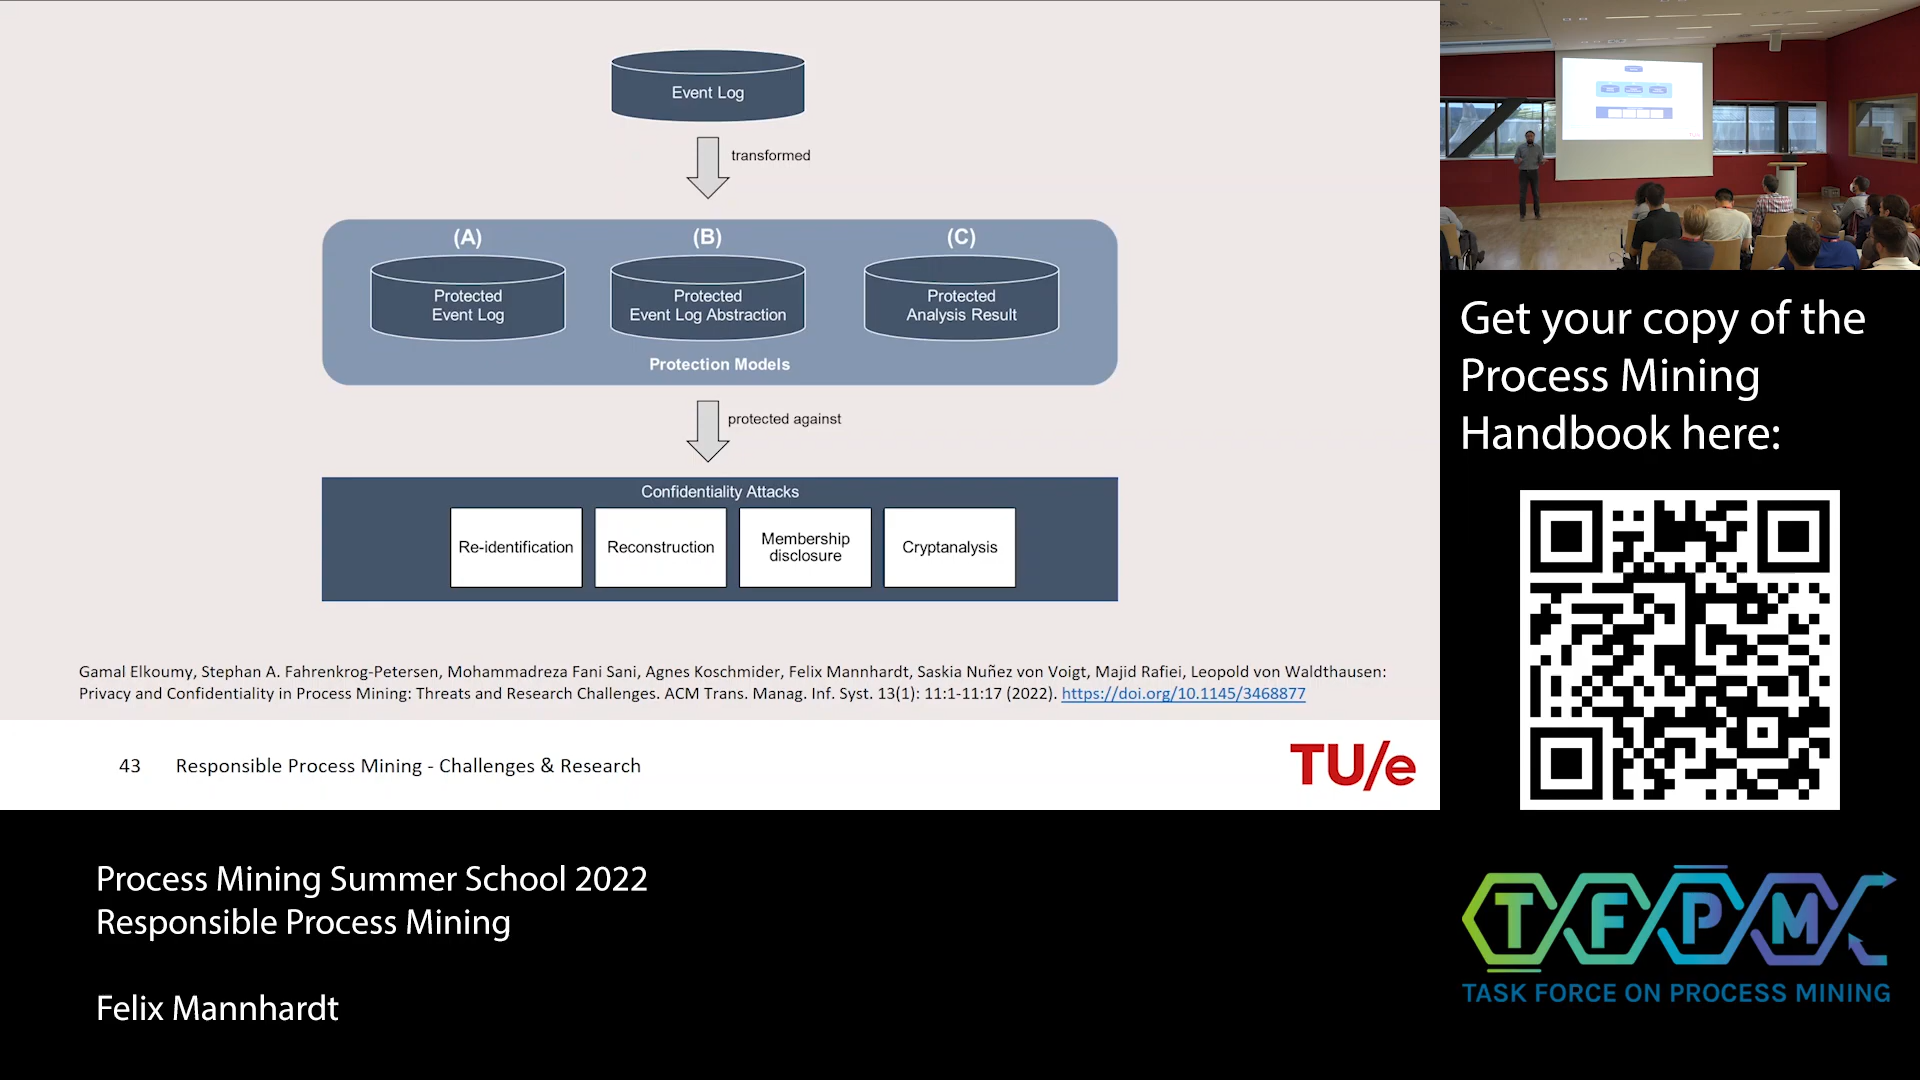 Event Log
transformed
(A)
(B)
(C)
Protected
Event Log
Protected
Event Log Abstraction
Protected
Analysis Result
Protection Models
protected against
Confidentiality Attacks
Re-identification
Reconstruction
Membership
disclosure
Cryptanalysis
Gamal Elkoumy, Stephan A. Fahrenkrog-Petersen, Mohammadreza Fani Sani, Agnes Koschmider, Felix Mannhardt, Saskia Nuñez von Voigt, Majid Rafiei, Leopold von Waldthausen:
Privacy and Confidentiality in Process Mining: Threats and Research Challenges. ACM Trans. Manag. Inf. Syst. 13(1): 11:1-11:17 (2022). https://doi.org/10.1145/3468877
43 Responsible Process Mining - Challenges & Research
TU/e
Get your copy of the
Process Mining
Handbook here:
Process Mining Summer School 2022
Responsible Process Mining
Felix Mannhardt
TFPM
TASK FORCE ON PROCESS MINING